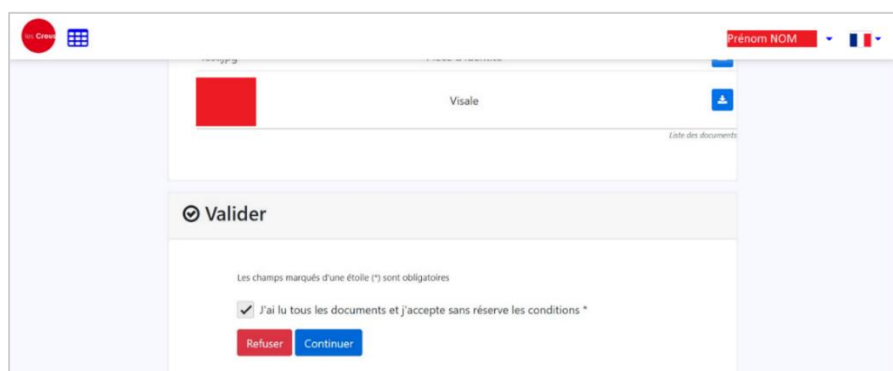 les Crous
Prénom NOM
Visale
Liste des documents
Valider
Les champs marqués d'une étoile (*) sont obligatoires
J'ai lu tous les documents et j'accepte sans réserve les conditions *
Refuser Continuer